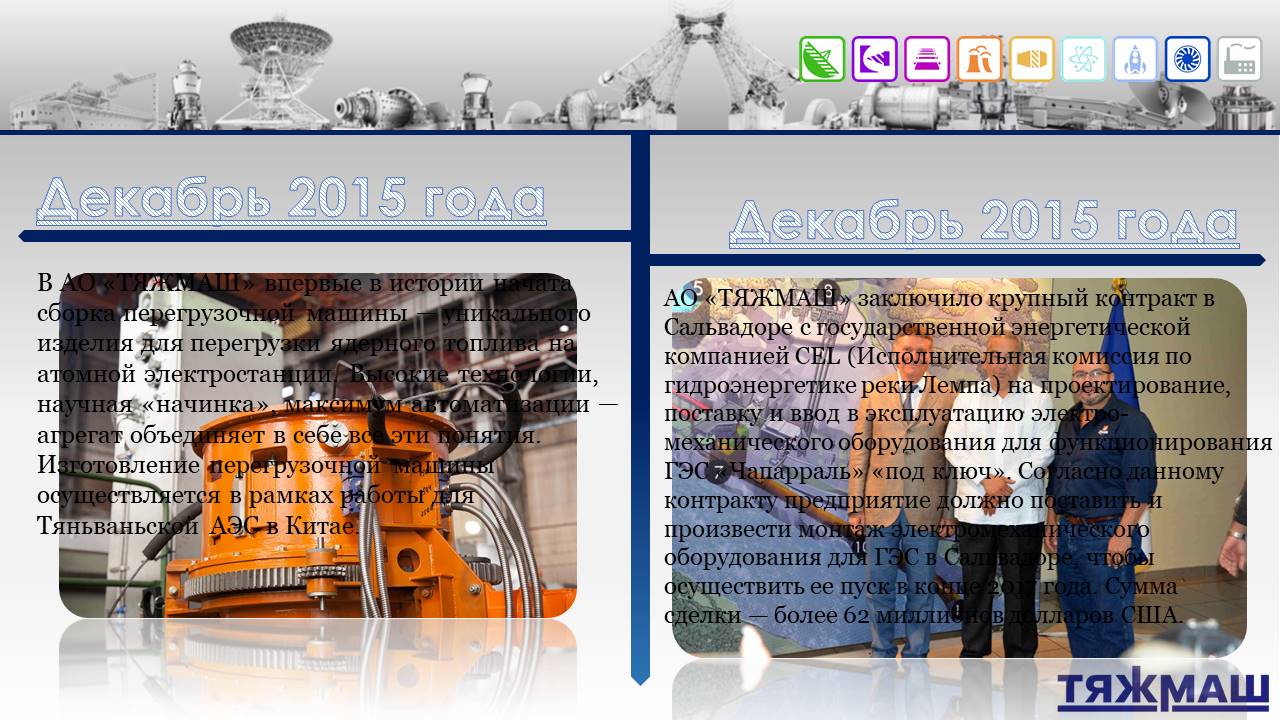 Декабрь 2015 года
В АО «ТЯЖМАШ» впервые в истории начата
сборка перегрузочной машины — уникального
изделия для перегрузки ядерного топлива на
атомной электростанции. Высокие технологии,
научная «начинка», максимум автоматизации —
агрегат объединяет в себе все эти понятия.
Изготовление перегрузочной машины
осуществляется в рамках работы для
Тяньваньской АЭС в Китае.
Декабрь 2015 года
АО «ТЯЖМАШ» заключило крупный контракт в
Сальвадоре с государственной энергетической
компанией CEL (Исполнительная комиссия по
гидроэнергетике реки Лемпа) на проектирование,
поставку и ввод в эксплуатацию электро-
механического оборудования для функционирования
ГЭС «Чапарраль» «под ключ». Согласно данному
контракту предприятие должно поставить и
произвести монтаж электромеханического
оборудования для ГЭС в Сальвадоре, чтобы
осуществить ее пуск в конце 2017 года. Сумма
сделки — более 62 миллионов долларов США.
ТЯЖМАШ